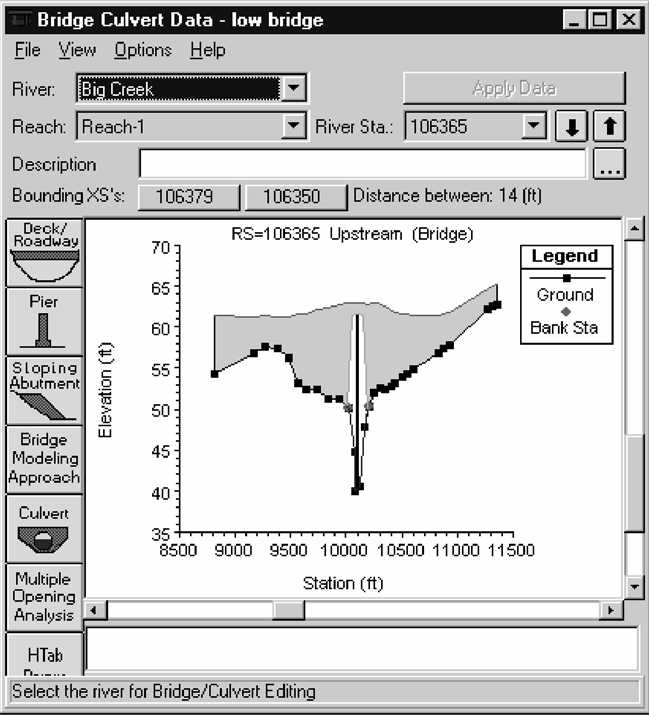 Bridge Culvert Data - low bridge
File View Options Help
River: Big Creek Apply Data
Reach: Reach-1 River Sta.: 106365
Description ...
Bounding XS's: 106379 106350 Distance between: 14 (ft)
Deck/
Roadway
Pier
Sloping
Abutment
Bridge
Modeling
Approach
Culvert
Multiple
Opening
Analysis
HTab
RS=106365 Upstream (Bridge)
Legend
Ground
Bank Sta
Elevation (ft)
70
65
60
55
50
45
40
35
8500 9000 9500 10000 10500 11000 11500
Station (ft)
Select the river for Bridge/Culvert Editing